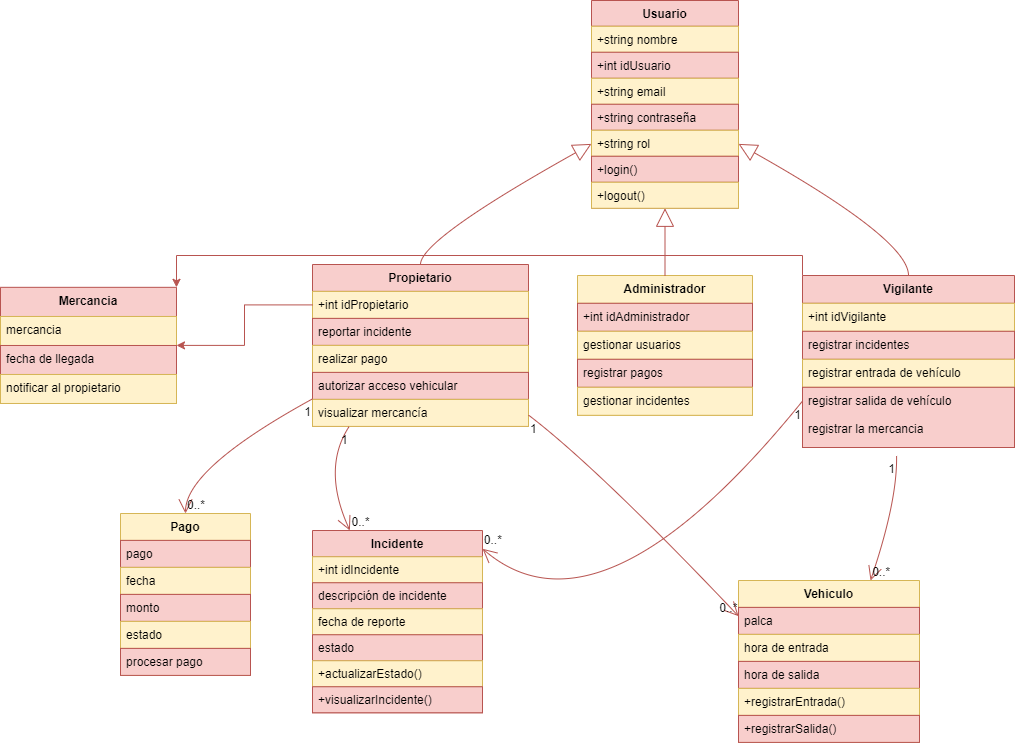 Usuario
+string nombre
+int idUsuario
+string email
+string contraseña
+string rol
+login()
+logout()
Propietario
+int idPropietario
reportar incidente
realizar pago
autorizar acceso vehicular
visualizar mercancía
Administrador
+int idAdministrador
gestionar usuarios
registrar pagos
gestionar incidentes
Vigilante
+int idVigilante
registrar incidentes
registrar entrada de vehículo
registrar salida de vehículo
registrar la mercancia
Mercancia
mercancia
fecha de llegada
notificar al propietario
1
0..*
1
0..*
1
0..*
1
0..*
1
0..*
Pago
pago
fecha
monto
estado
procesar pago
Incidente
+int idIncidente
descripción de incidente
fecha de reporte
estado
+actualizarEstado()
+visualizarIncidente()
Vehiculo
palca
hora de entrada
hora de salida
+registrarEntrada()
+registrarSalida()